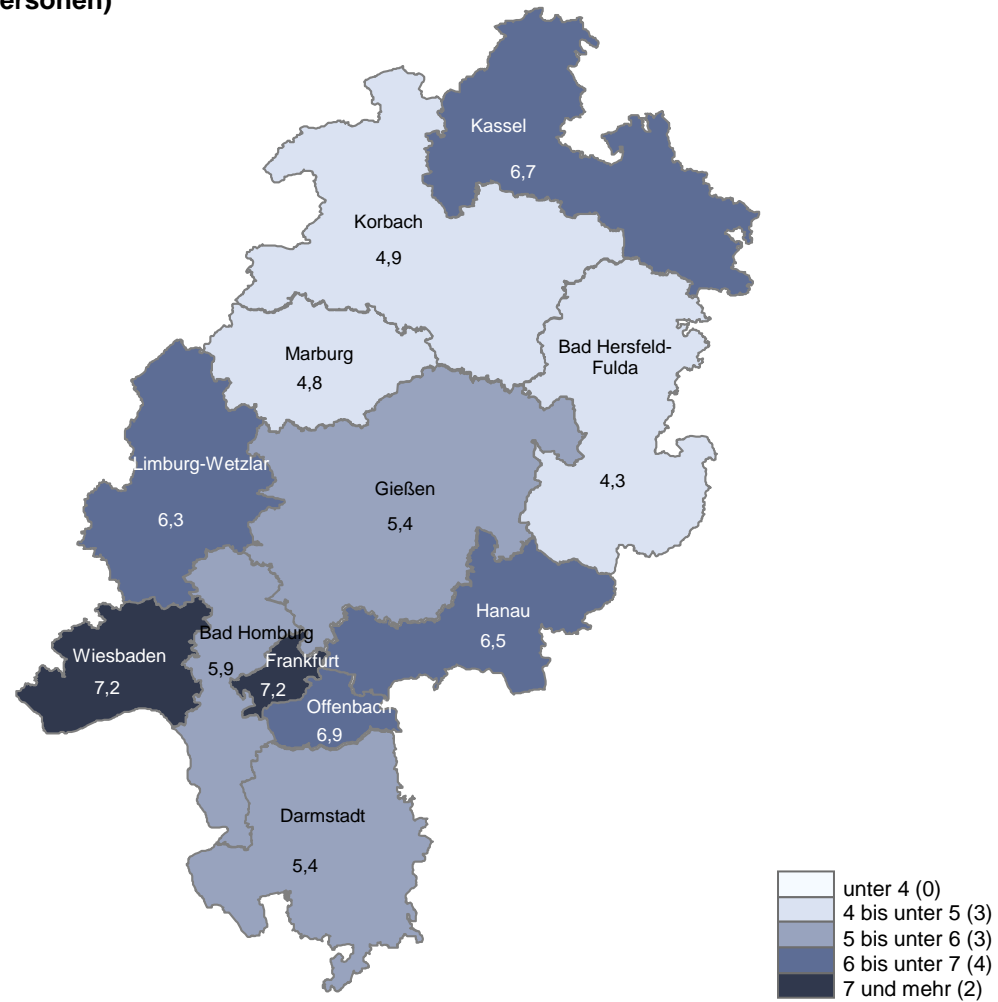 ersonen)
Kassel
6,7
Korbach
4,9
Marburg
4,8
Bad Hersfeld-
Fulda
4,3
Limburg-Wetzlar
6,3
Gießen
5,4
Hanau
6,5
Bad Homburg
5,9
Wiesbaden
7,2
Frankfurt
7,2
Offenbach
6,9
Darmstadt
5,4
unter 4 (0)
4 bis unter 5 (3)
5 bis unter 6 (3)
6 bis unter 7 (4)
7 und mehr (2)